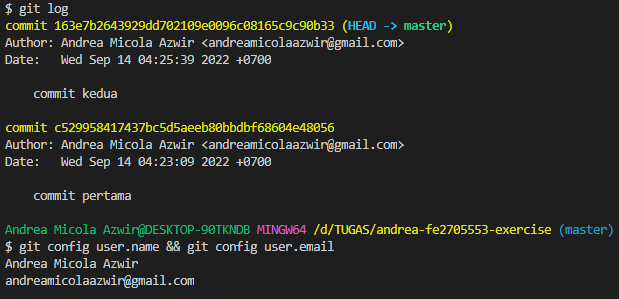 $ git log
commit 163e7b2643929dd702109e0096c08165c9c90b33 (HEAD -> master)
Author: Andrea Micola Azwir <andreamicolaazwir@gmail.com>
Date:   Wed Sep 14 04:25:39 2022 +0700
    commit kedua
commit c529958417437bc5d5aeeb80bbdbf68604e48056
Author: Andrea Micola Azwir <andreamicolaazwir@gmail.com>
Date:   Wed Sep 14 04:23:09 2022 +0700
    commit pertama
Andrea Micola Azwir@DESKTOP-90TKNDB MINGW64 /d/TUGAS/andrea-fe2705553-exercise (master)
$ git config user.name && git config user.email
Andrea Micola Azwir
andreamicolaazwir@gmail.com